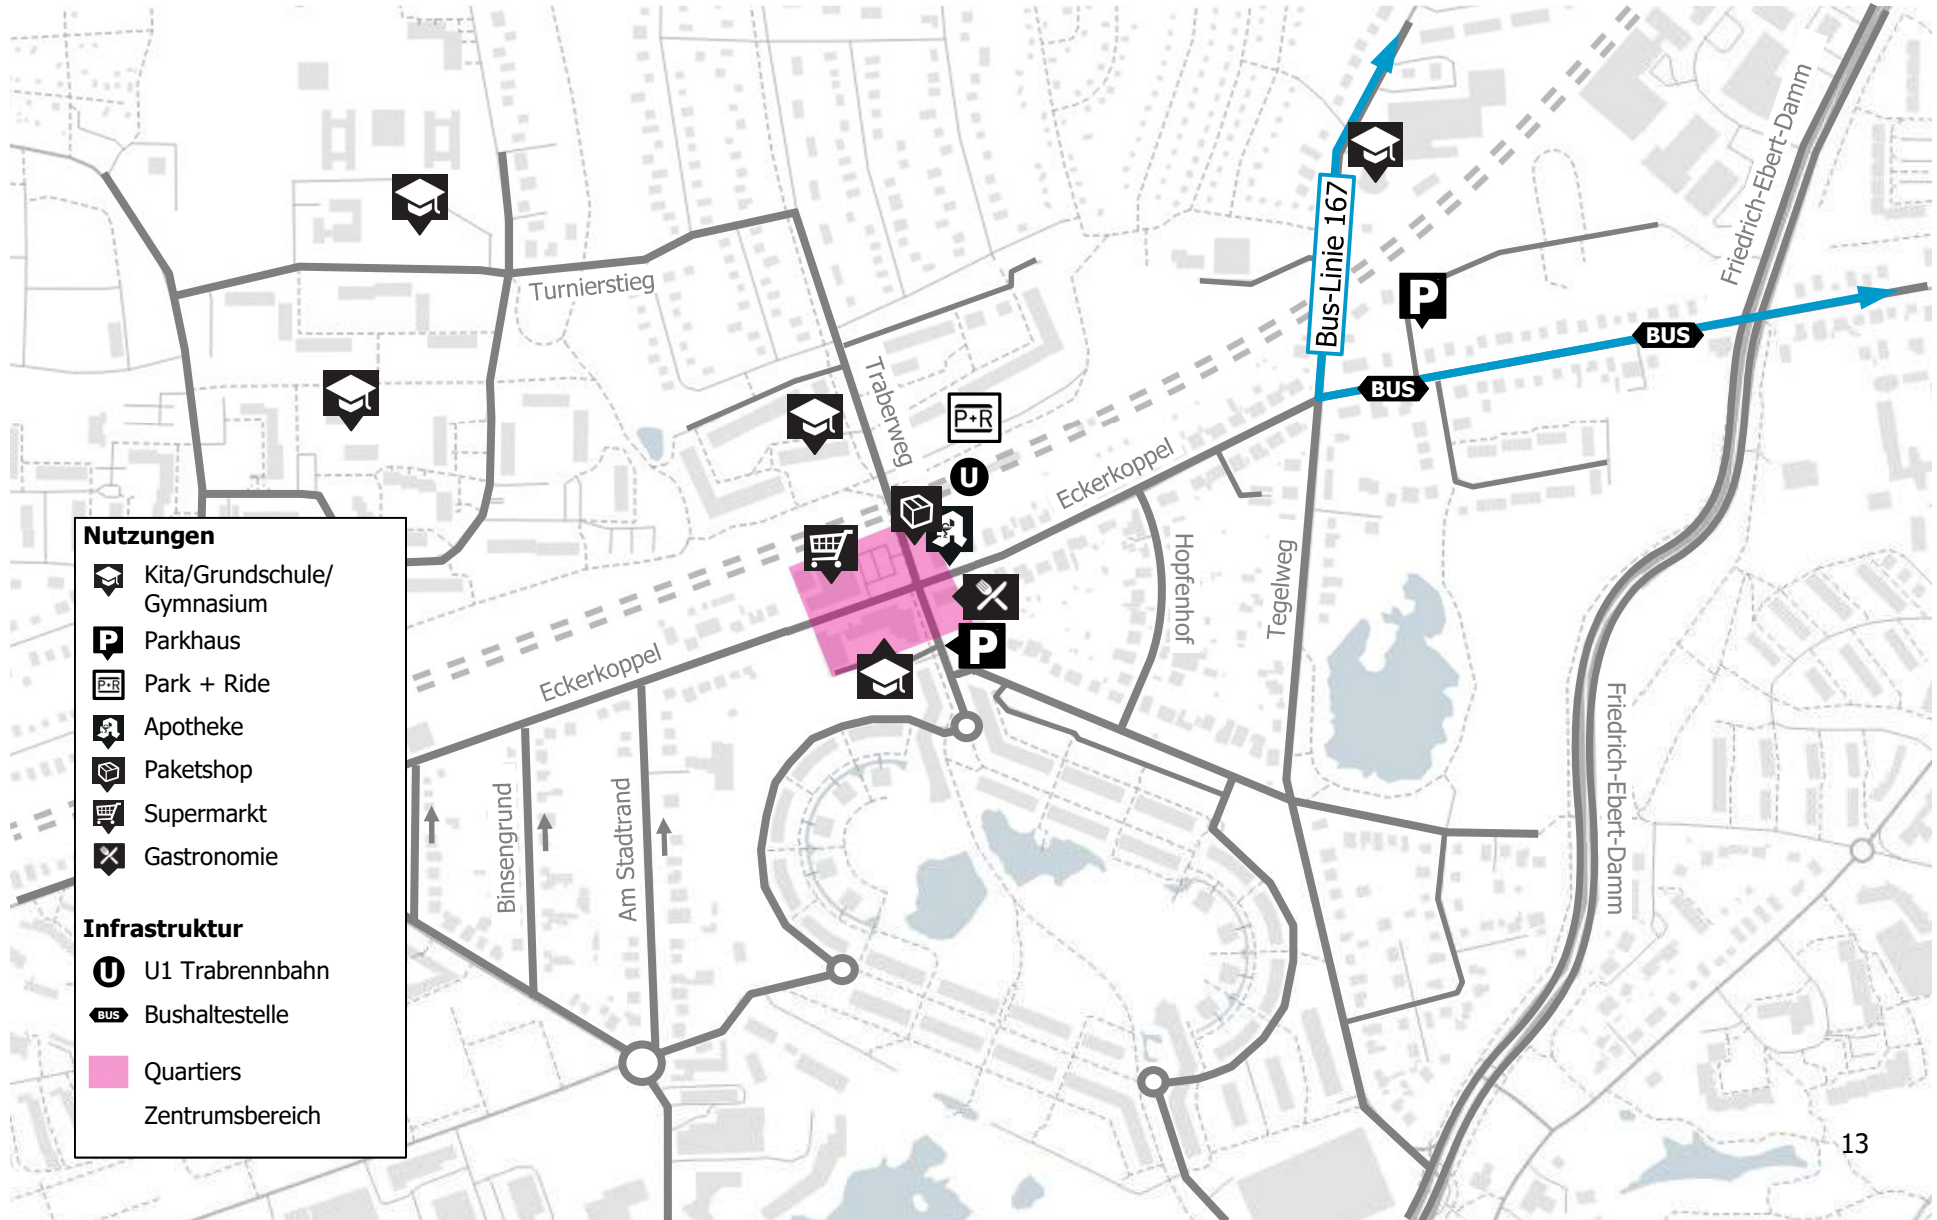 Friedrich-Ebert-Damm
Bus-Linie 167
Turnierstieg
P
BUS
BUS
Traberweg
P+R
U
Eckerkoppel
Hopfenhof
Tegelweg
P
Eckerkoppel
Friedrich-Ebert-Damm
Binsengrund
Am Stadtrand
Nutzungen
Kita/Grundschule/
Gymnasium
P Parkhaus
P+R Park + Ride
Apotheke
Paketshop
Supermarkt
Gastronomie
Infrastruktur
U U1 Trabrennbahn
BUS Bushaltestelle
Quartiers
Zentrumsbereich
13